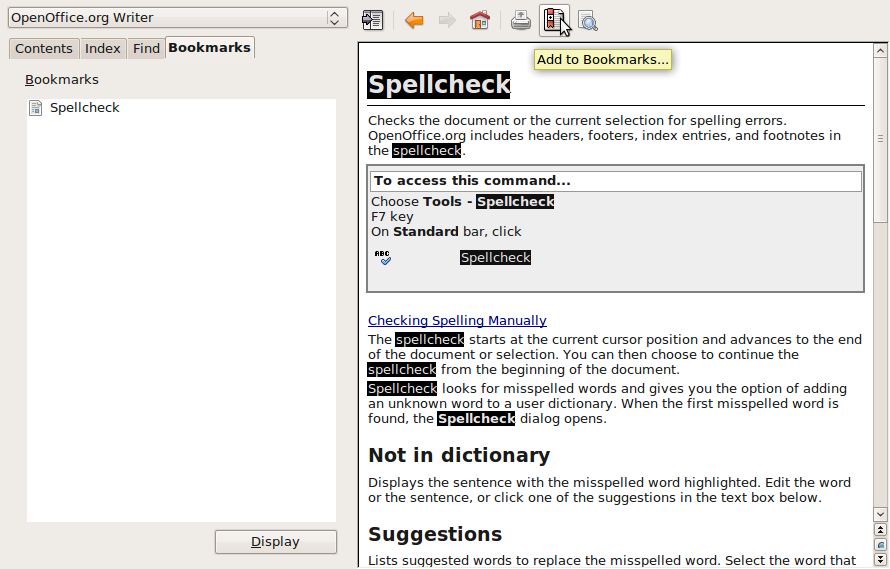 OpenOffice.org Writer
Contents Index Find Bookmarks
Bookmarks
Spellcheck
Display
Add to Bookmarks...
Spellcheck
Checks the document or the current selection for spelling errors.
OpenOffice.org includes headers, footers, index entries, and footnotes in
the spellcheck.
To access this command...
Choose Tools - Spellcheck
F7 key
On Standard bar, click
ABC Spellcheck
Checking Spelling Manually
The spellcheck starts at the current cursor position and advances to the end
of the document or selection. You can then choose to continue the
spellcheck from the beginning of the document.
Spellcheck looks for misspelled words and gives you the option of adding
an unknown word to a user dictionary. When the first misspelled word is
found, the Spellcheck dialog opens.
Not in dictionary
Displays the sentence with the misspelled word highlighted. Edit the word
or the sentence, or click one of the suggestions in the text box below.
Suggestions
Lists suggested words to replace the misspelled word. Select the word that